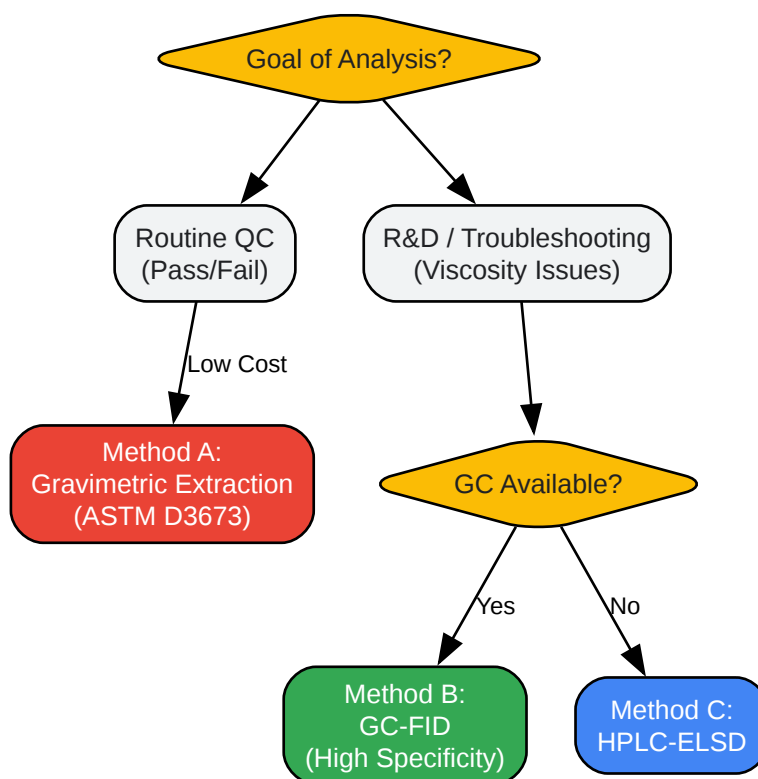 Goal of Analysis?
Routine QC
(Pass/Fail)
R&D / Troubleshooting
(Viscosity Issues)
Low Cost
Method A:
Gravimetric Extraction
(ASTM D3673)
GC Available?
Yes
No
Method B:
GC-FID
(High Specificity)
Method C:
HPLC-ELSD